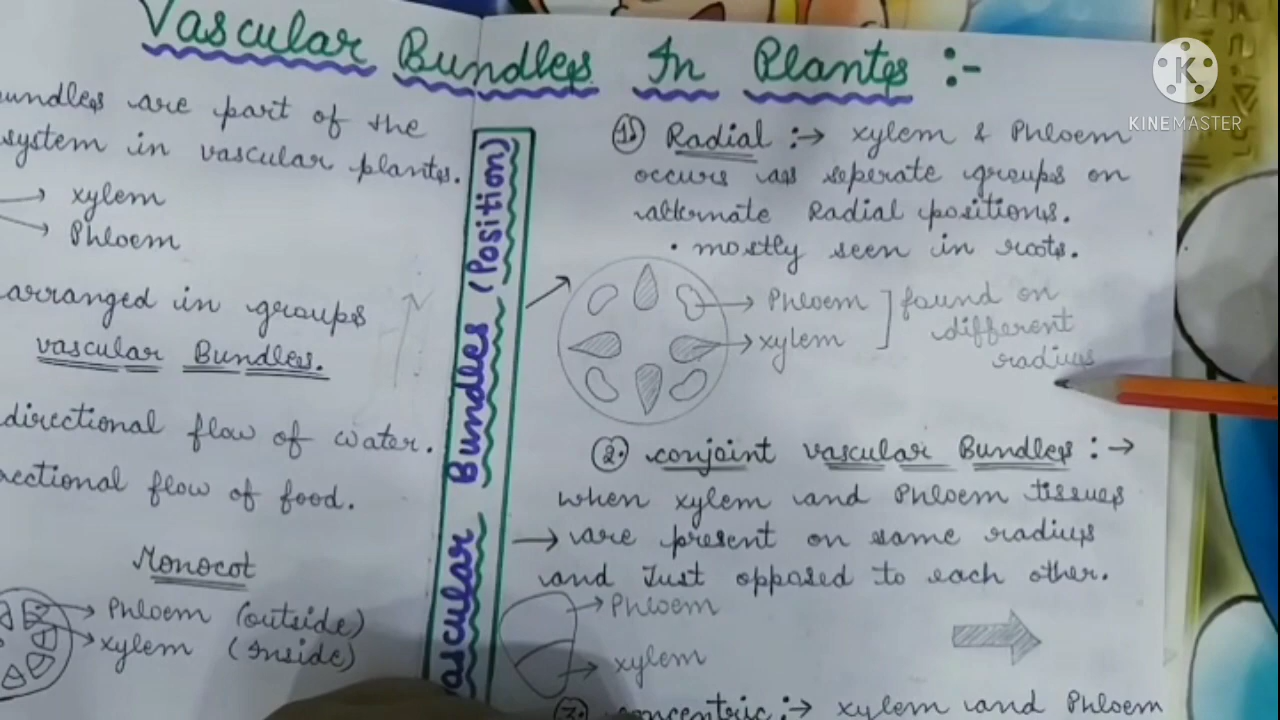 Vascular Bundles In Plants :-
undles are part of the
system in vascular plants.
→ xylem
→ Phloem
arranged in groups
vascular Bundles.
directional flow of water.
rectional flow of food.
Monocot
→ Phloem (outside)
→ xylem (Inside)
Vascular Bundles (Position)
1. Radial :→ xylem & Phloem
occurs as seperate groups on
alternate Radial positions.
• mostly seen in roots.
→ Phloem ] found on
→ xylem different
radius
2. conjoint vascular Bundles :→
when xylem and Phloem tissues
→ are present on same radius
and Just opposed to each other.
→ Phloem
→ xylem
3. concentric :→ xylem and Phloem
K
KINEMASTER